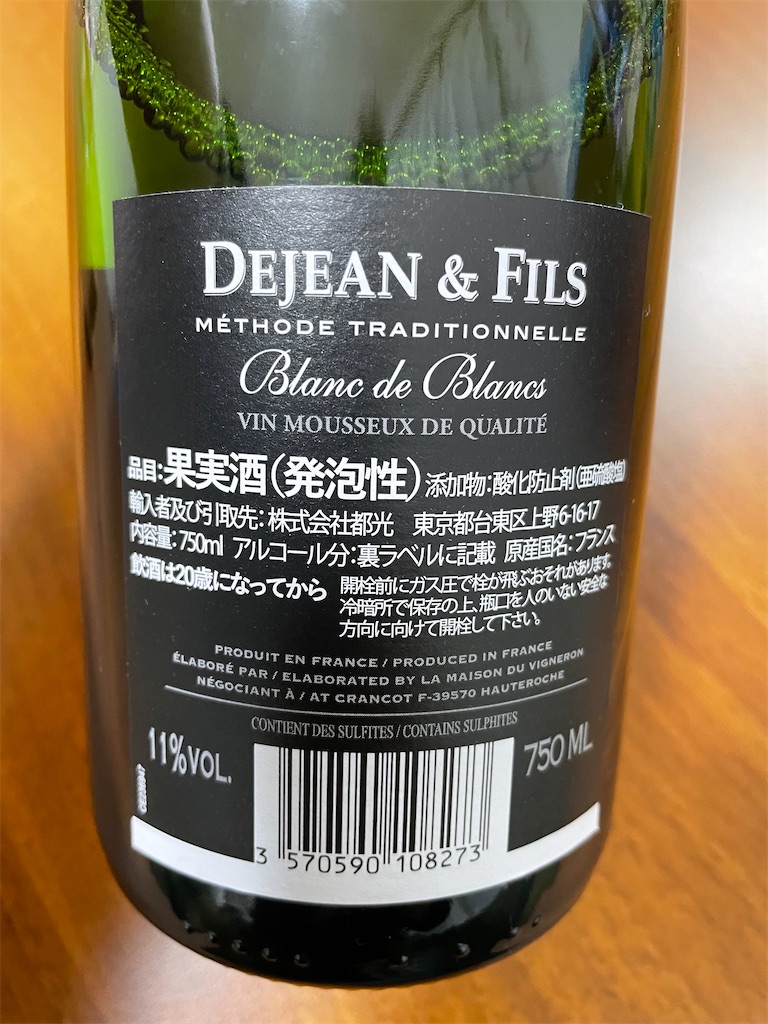 DEJEAN & FILS
MÉTHODE TRADITIONNELLE
Blanc de Blancs
VIN MOUSSEUX DE QUALITÉ
品目:果実酒(発泡性) 添加物:酸化防止剤(亜硫酸塩)
輸入者及び引取先:株式会社都光 東京都台東区上野6-16-17
内容量:750ml アルコール分:裏ラベルに記載 原産国名:フランス
飲酒は20歳になってから
開栓前にガス圧で栓が飛ぶおそれがあります。
冷暗所で保存の上、瓶口を人のいない安全な
方向に向けて開栓して下さい。
PRODUIT EN FRANCE / PRODUCED IN FRANCE
ÉLABORÉ PAR / ELABORATED BY LA MAISON DU VIGNERON
NÉGOCIANT À / AT CRANCOT F-39570 HAUTEROCHE
CONTIENT DES SULFITES / CONTAINS SULPHITES
11%VOL.
750 ML
3 570590 108273